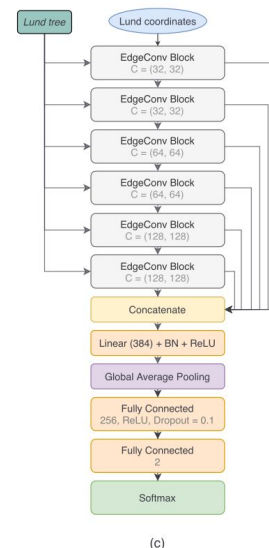 Lund tree
Lund coordinates
EdgeConv Block
C = (32, 32)
EdgeConv Block
C = (32, 32)
EdgeConv Block
C = (64, 64)
EdgeConv Block
C = (64, 64)
EdgeConv Block
C = (128, 128)
EdgeConv Block
C = (128, 128)
Concatenate
Linear (384) + BN + ReLU
Global Average Pooling
Fully Connected
256, ReLU, Dropout = 0.1
Fully Connected
2
Softmax
(c)